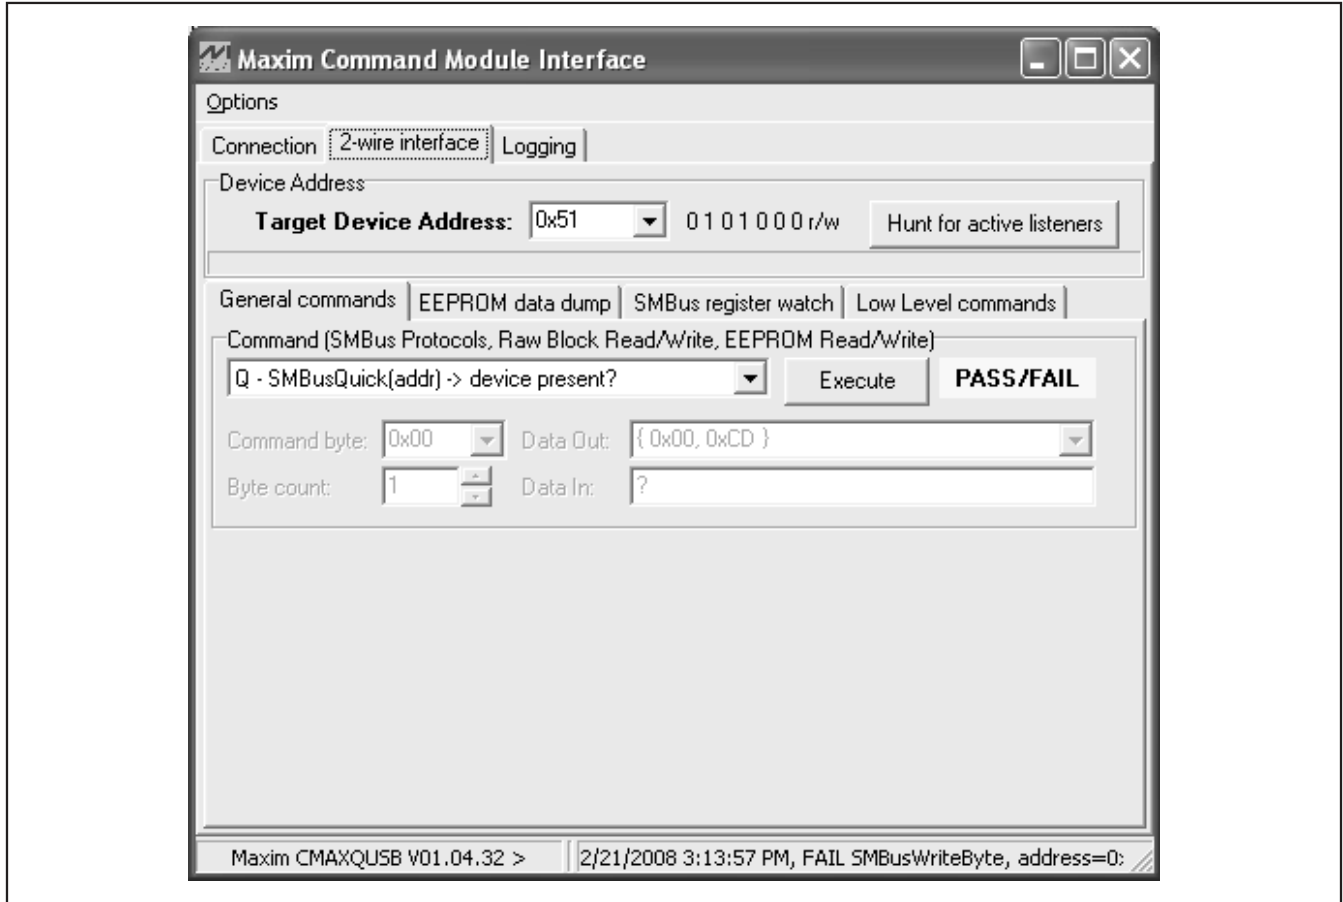 Maxim Command Module Interface
Options
Connection 2-wire interface Logging
Device Address
Target Device Address: 0x51 0 1 0 1 0 0 0 r/w Hunt for active listeners
General commands EEPROM data dump SMBus register watch Low Level commands
Command (SMBus Protocols, Raw Block Read/Write, EEPROM Read/Write)
Q - SMBusQuick(addr) -> device present? Execute PASS/FAIL
Command byte: 0x00 Data Out: { 0x00, 0xCD }
Byte count: 1 Data In: ?
Maxim CMAXQUSB V01.04.32 > 2/21/2008 3:13:57 PM, FAIL SMBusWriteByte, address=0